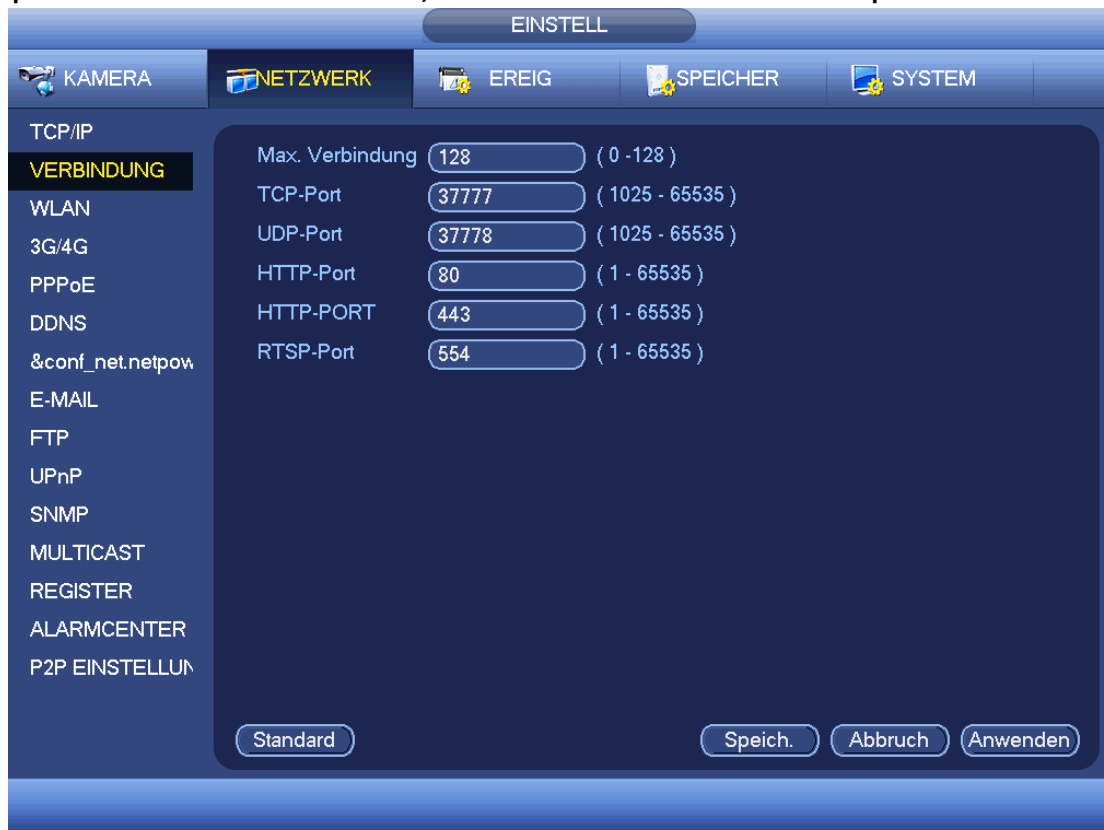 EINSTELL
KAMERA
NETZWERK
EREIG
SPEICHER
SYSTEM
TCP/IP
VERBINDUNG
WLAN
3G/4G
PPPoE
DDNS
&conf_net.netpow
E-MAIL
FTP
UPnP
SNMP
MULTICAST
REGISTER
ALARMCENTER
P2P EINSTELLUN
Max. Verbindung 128 ( 0 -128 )
TCP-Port 37777 ( 1025 - 65535 )
UDP-Port 37778 ( 1025 - 65535 )
HTTP-Port 80 ( 1 - 65535 )
HTTP-PORT 443 ( 1 - 65535 )
RTSP-Port 554 ( 1 - 65535 )
Standard
Speich.
Abbruch
Anwenden